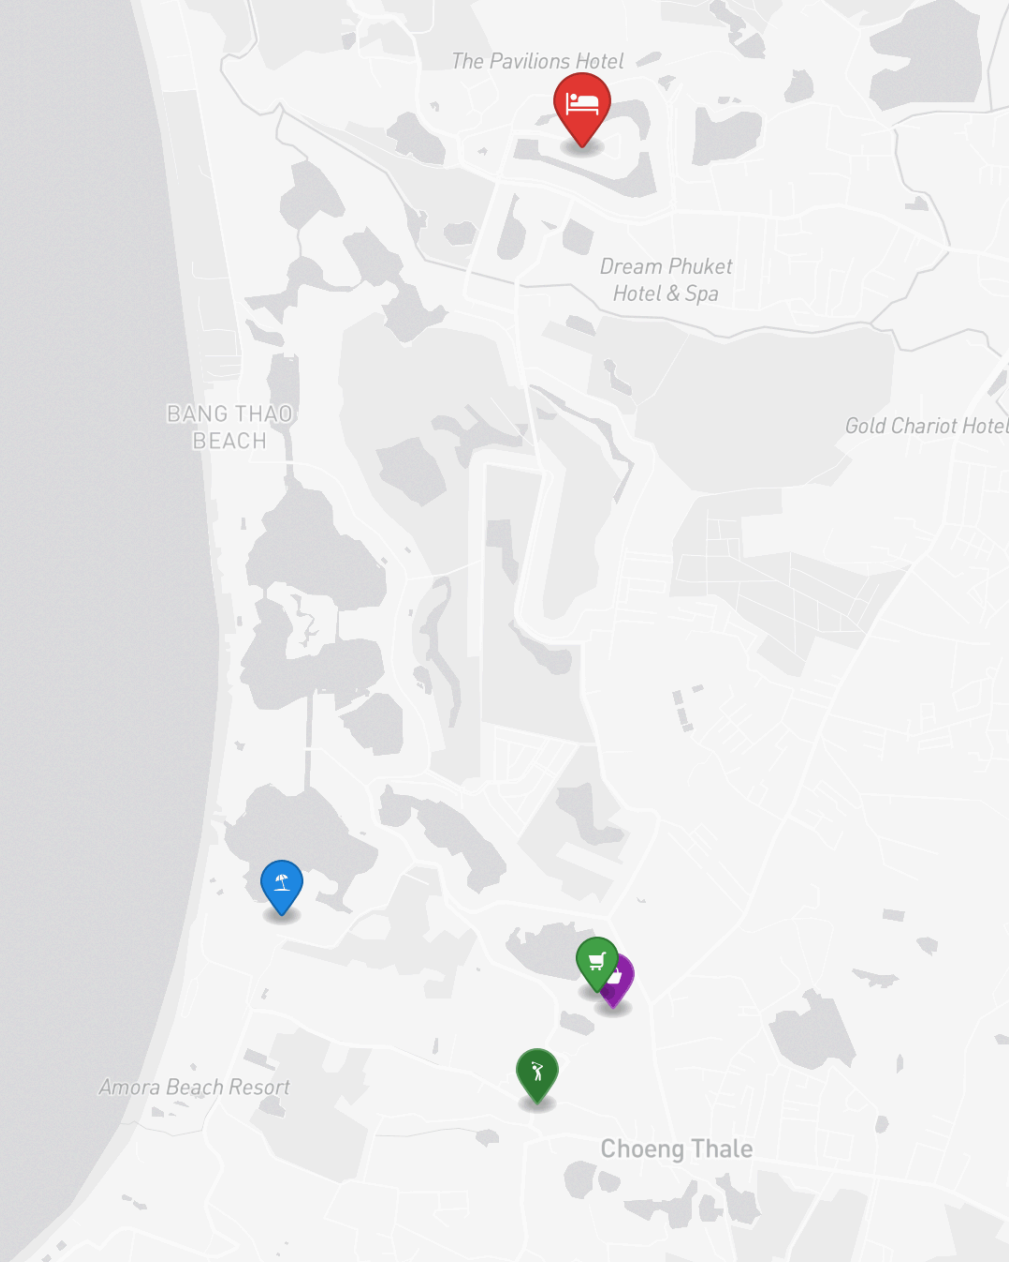 The Pavilions Hotel
Dream Phuket
Hotel & Spa
BANG THAO
BEACH
Gold Chariot Hotel
Amora Beach Resort
Choeng Thale